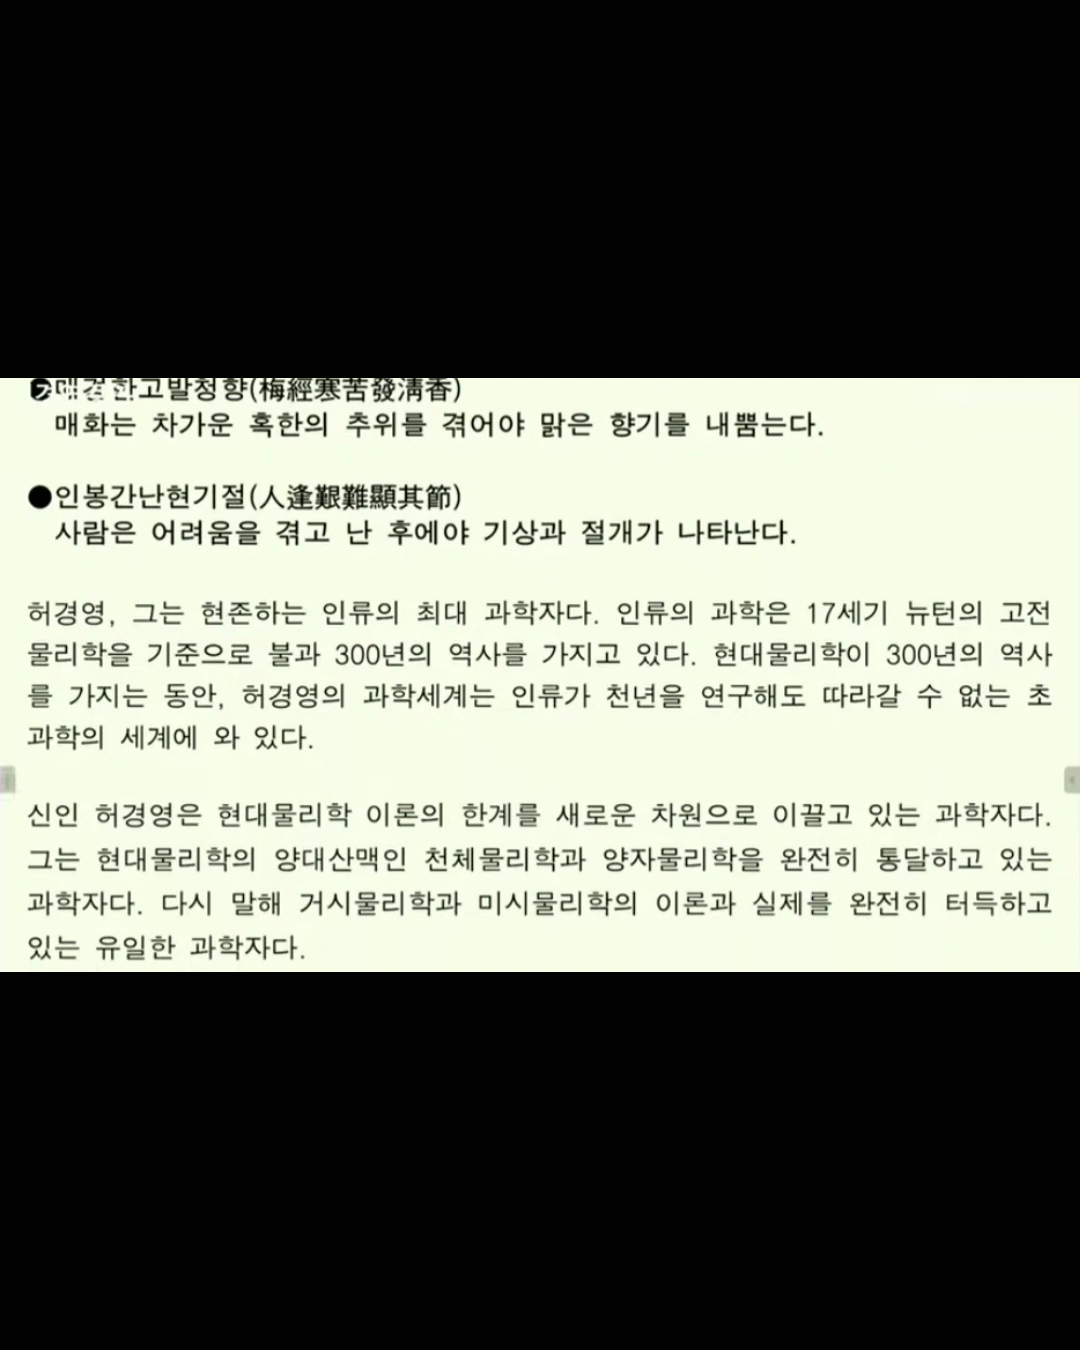 매경한고발청향(梅經寒苦發淸香)
매화는 차가운 혹한의 추위를 겪어야 맑은 향기를 내뿜는다.
●인봉간난현기절(人逢艱難顯其節)
사람은 어려움을 겪고 난 후에야 기상과 절개가 나타난다.
허경영, 그는 현존하는 인류의 최대 과학자다. 인류의 과학은 17세기 뉴턴의 고전
물리학을 기준으로 불과 300년의 역사를 가지고 있다. 현대물리학이 300년의 역사
를 가지는 동안, 허경영의 과학세계는 인류가 천년을 연구해도 따라갈 수 없는 초
과학의 세계에 와 있다.
신인 허경영은 현대물리학 이론의 한계를 새로운 차원으로 이끌고 있는 과학자다.
그는 현대물리학의 양대산맥인 천체물리학과 양자물리학을 완전히 통달하고 있는
과학자다. 다시 말해 거시물리학과 미시물리학의 이론과 실제를 완전히 터득하고
있는 유일한 과학자다.